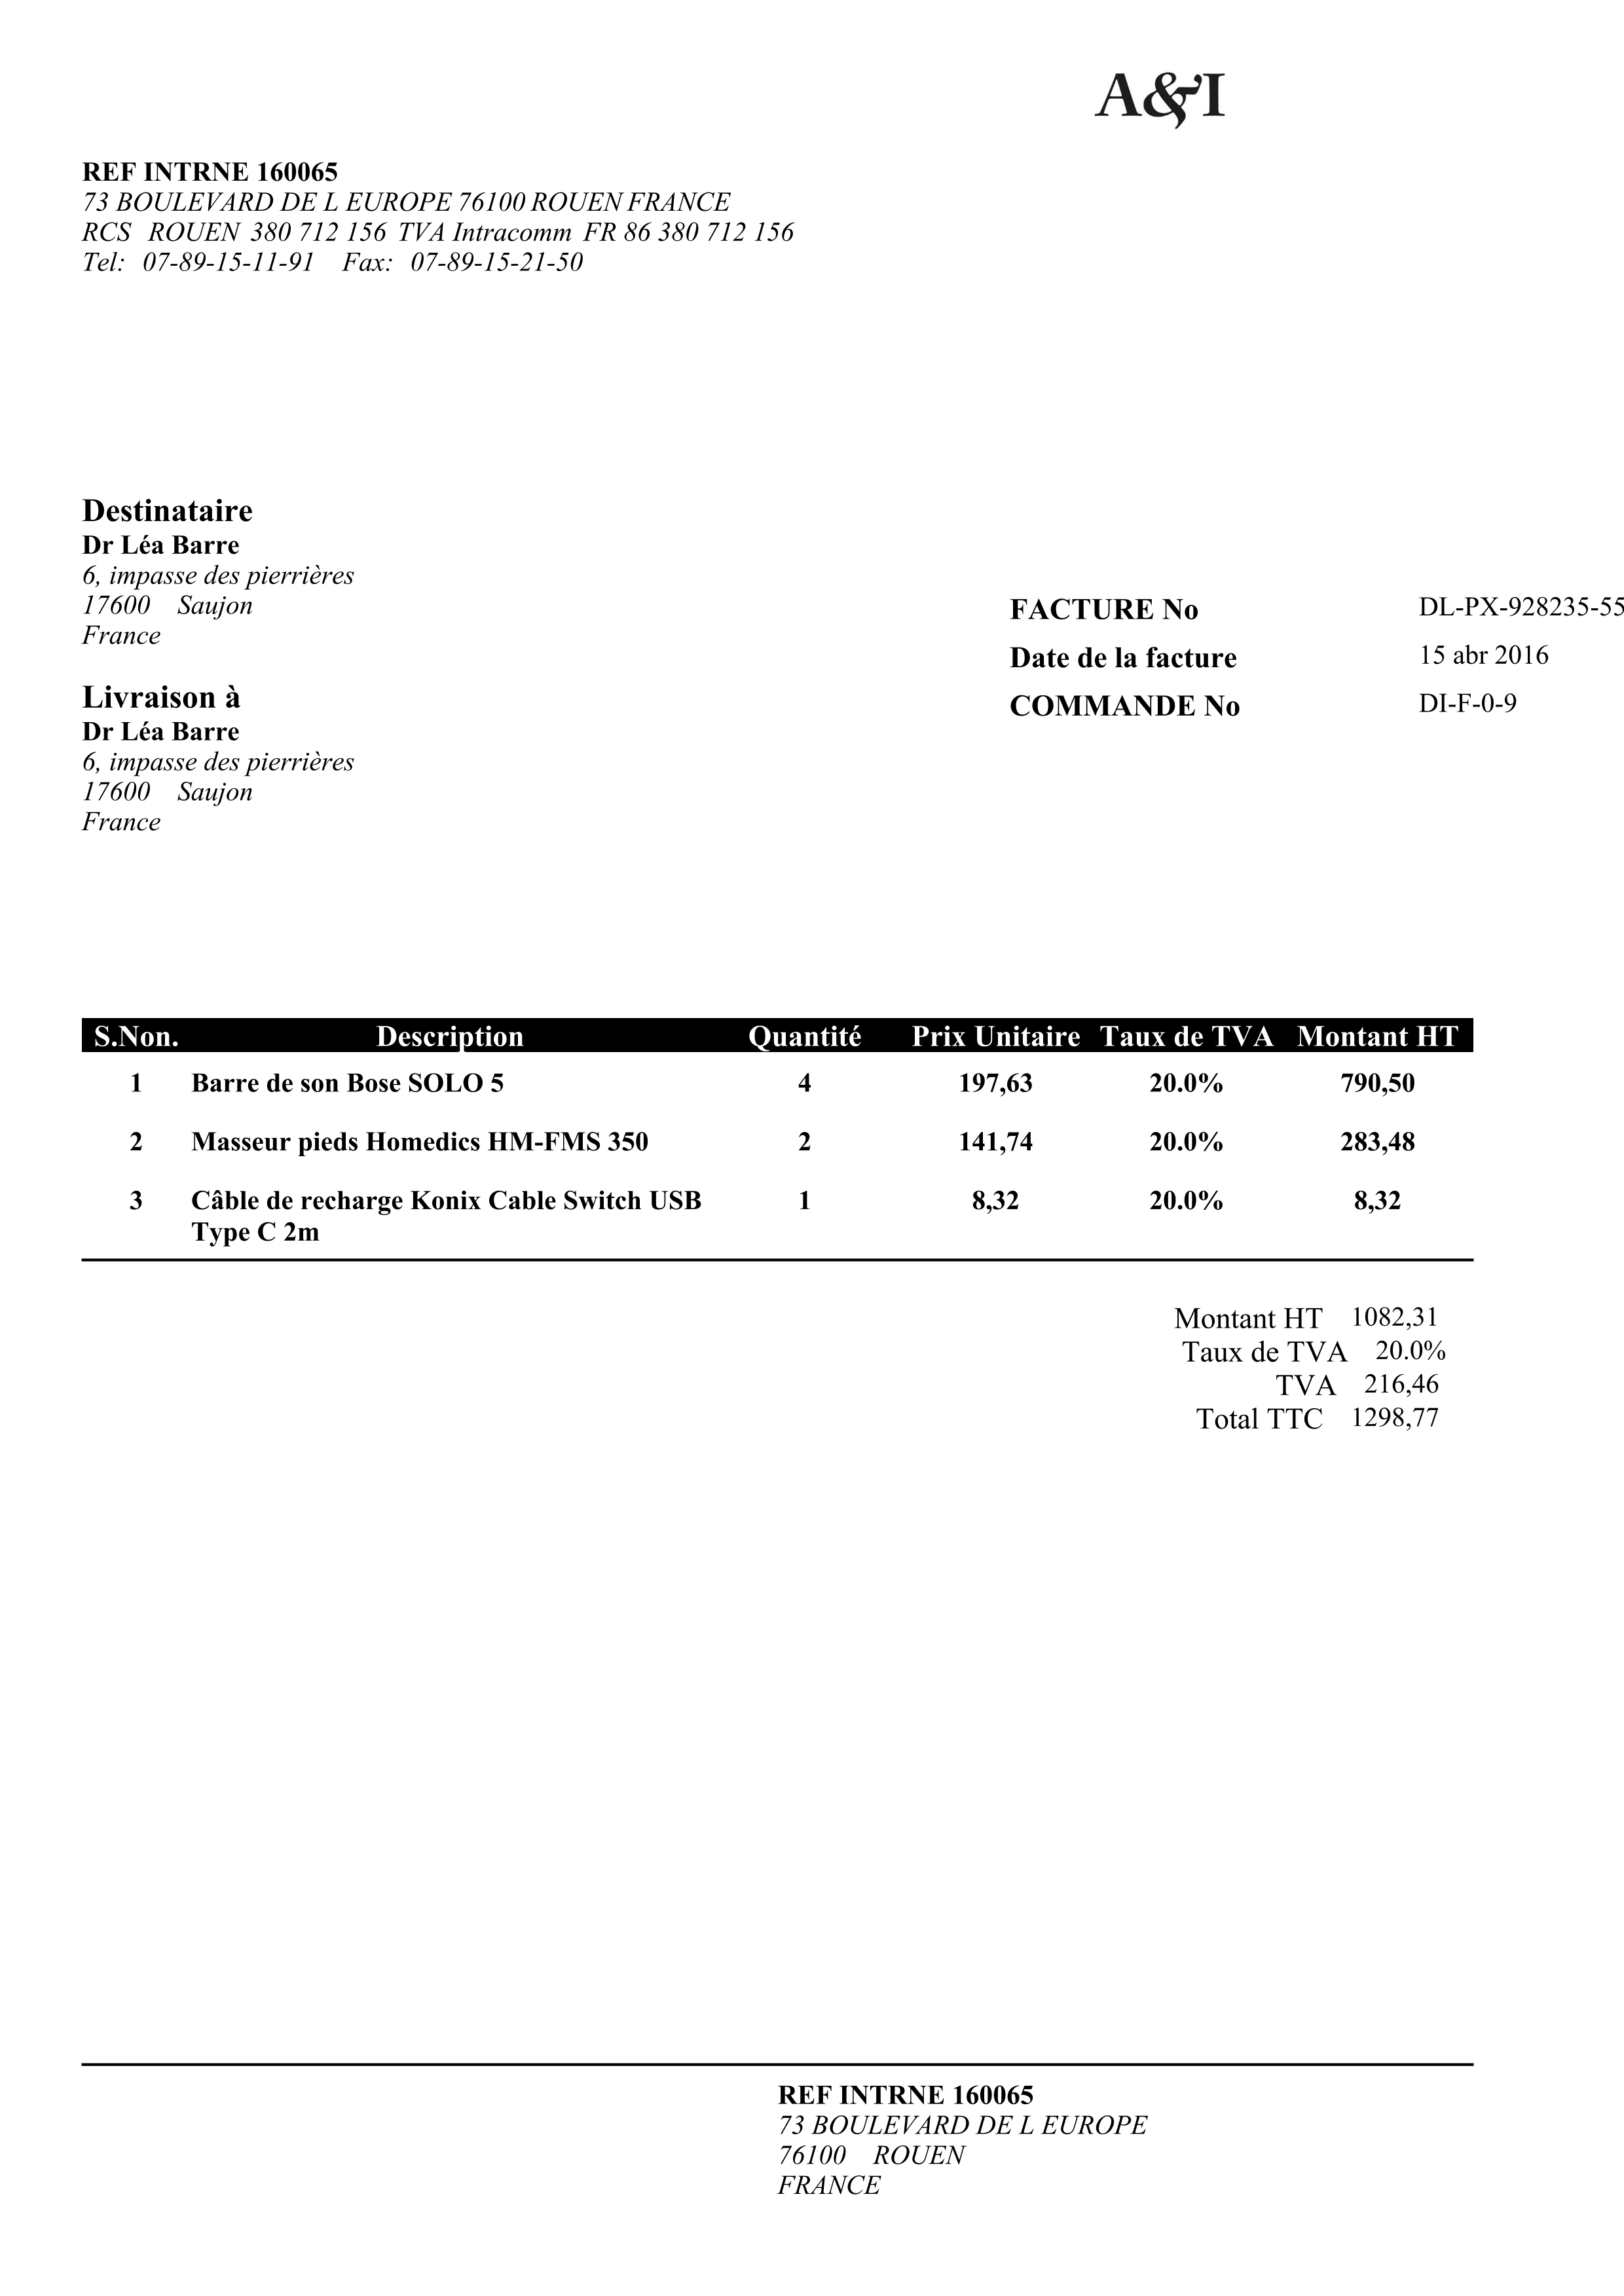 A&I
REF INTRNE 160065
73 BOULEVARD DE L EUROPE 76100 ROUEN FRANCE
RCS ROUEN 380 712 156 TVA Intracomm FR 86 380 712 156
Tel: 07-89-15-11-91 Fax: 07-89-15-21-50
Destinataire
Dr Léa Barre
6, impasse des pierrières
17600 Saujon
France
Livraison à
Dr Léa Barre
6, impasse des pierrières
17600 Saujon
France
FACTURE No DL-PX-928235-55
Date de la facture 15 abr 2016
COMMANDE No DI-F-0-9
S.Non. Description Quantité Prix Unitaire Taux de TVA Montant HT
1 Barre de son Bose SOLO 5 4 197,63 20.0% 790,50
2 Masseur pieds Homedics HM-FMS 350 2 141,74 20.0% 283,48
3 Câble de recharge Konix Cable Switch USB 1 8,32 20.0% 8,32
Type C 2m
Montant HT 1082,31
Taux de TVA 20.0%
TVA 216,46
Total TTC 1298,77
REF INTRNE 160065
73 BOULEVARD DE L EUROPE
76100 ROUEN
FRANCE